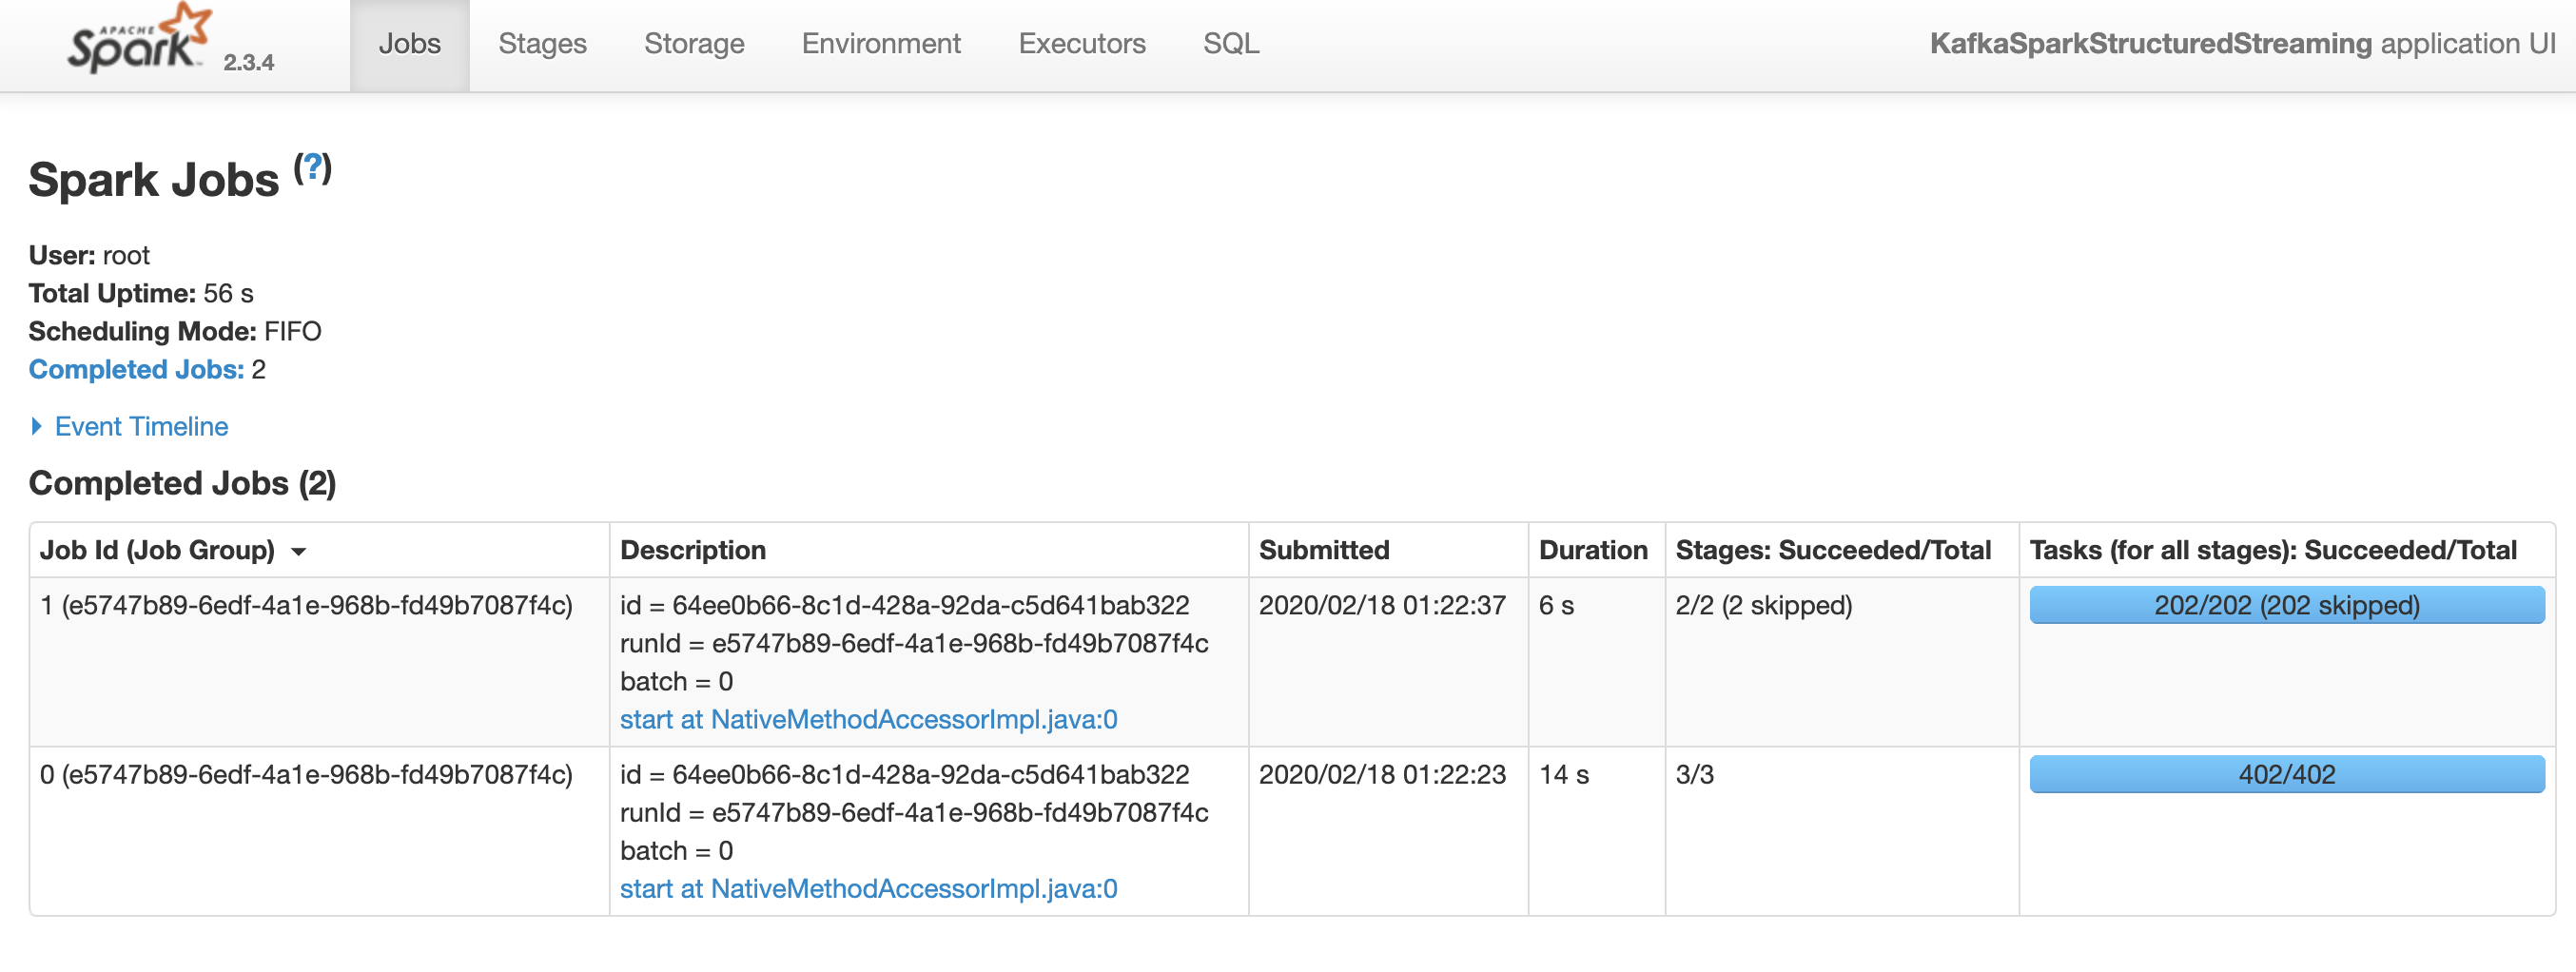 APACHE
Spark 2.3.4 Jobs Stages Storage Environment Executors SQL KafkaSparkStructuredStreaming application UI
Spark Jobs (?)
User: root
Total Uptime: 56 s
Scheduling Mode: FIFO
Completed Jobs: 2
Event Timeline
Completed Jobs (2)
Job Id (Job Group) Description Submitted Duration Stages: Succeeded/Total Tasks (for all stages): Succeeded/Total
1 (e5747b89-6edf-4a1e-968b-fd49b7087f4c) id = 64ee0b66-8c1d-428a-92da-c5d641bab322 2020/02/18 01:22:37 6 s 2/2 (2 skipped) 202/202 (202 skipped)
runId = e5747b89-6edf-4a1e-968b-fd49b7087f4c
batch = 0
start at NativeMethodAccessorImpl.java:0
0 (e5747b89-6edf-4a1e-968b-fd49b7087f4c) id = 64ee0b66-8c1d-428a-92da-c5d641bab322 2020/02/18 01:22:23 14 s 3/3 402/402
runId = e5747b89-6edf-4a1e-968b-fd49b7087f4c
batch = 0
start at NativeMethodAccessorImpl.java:0